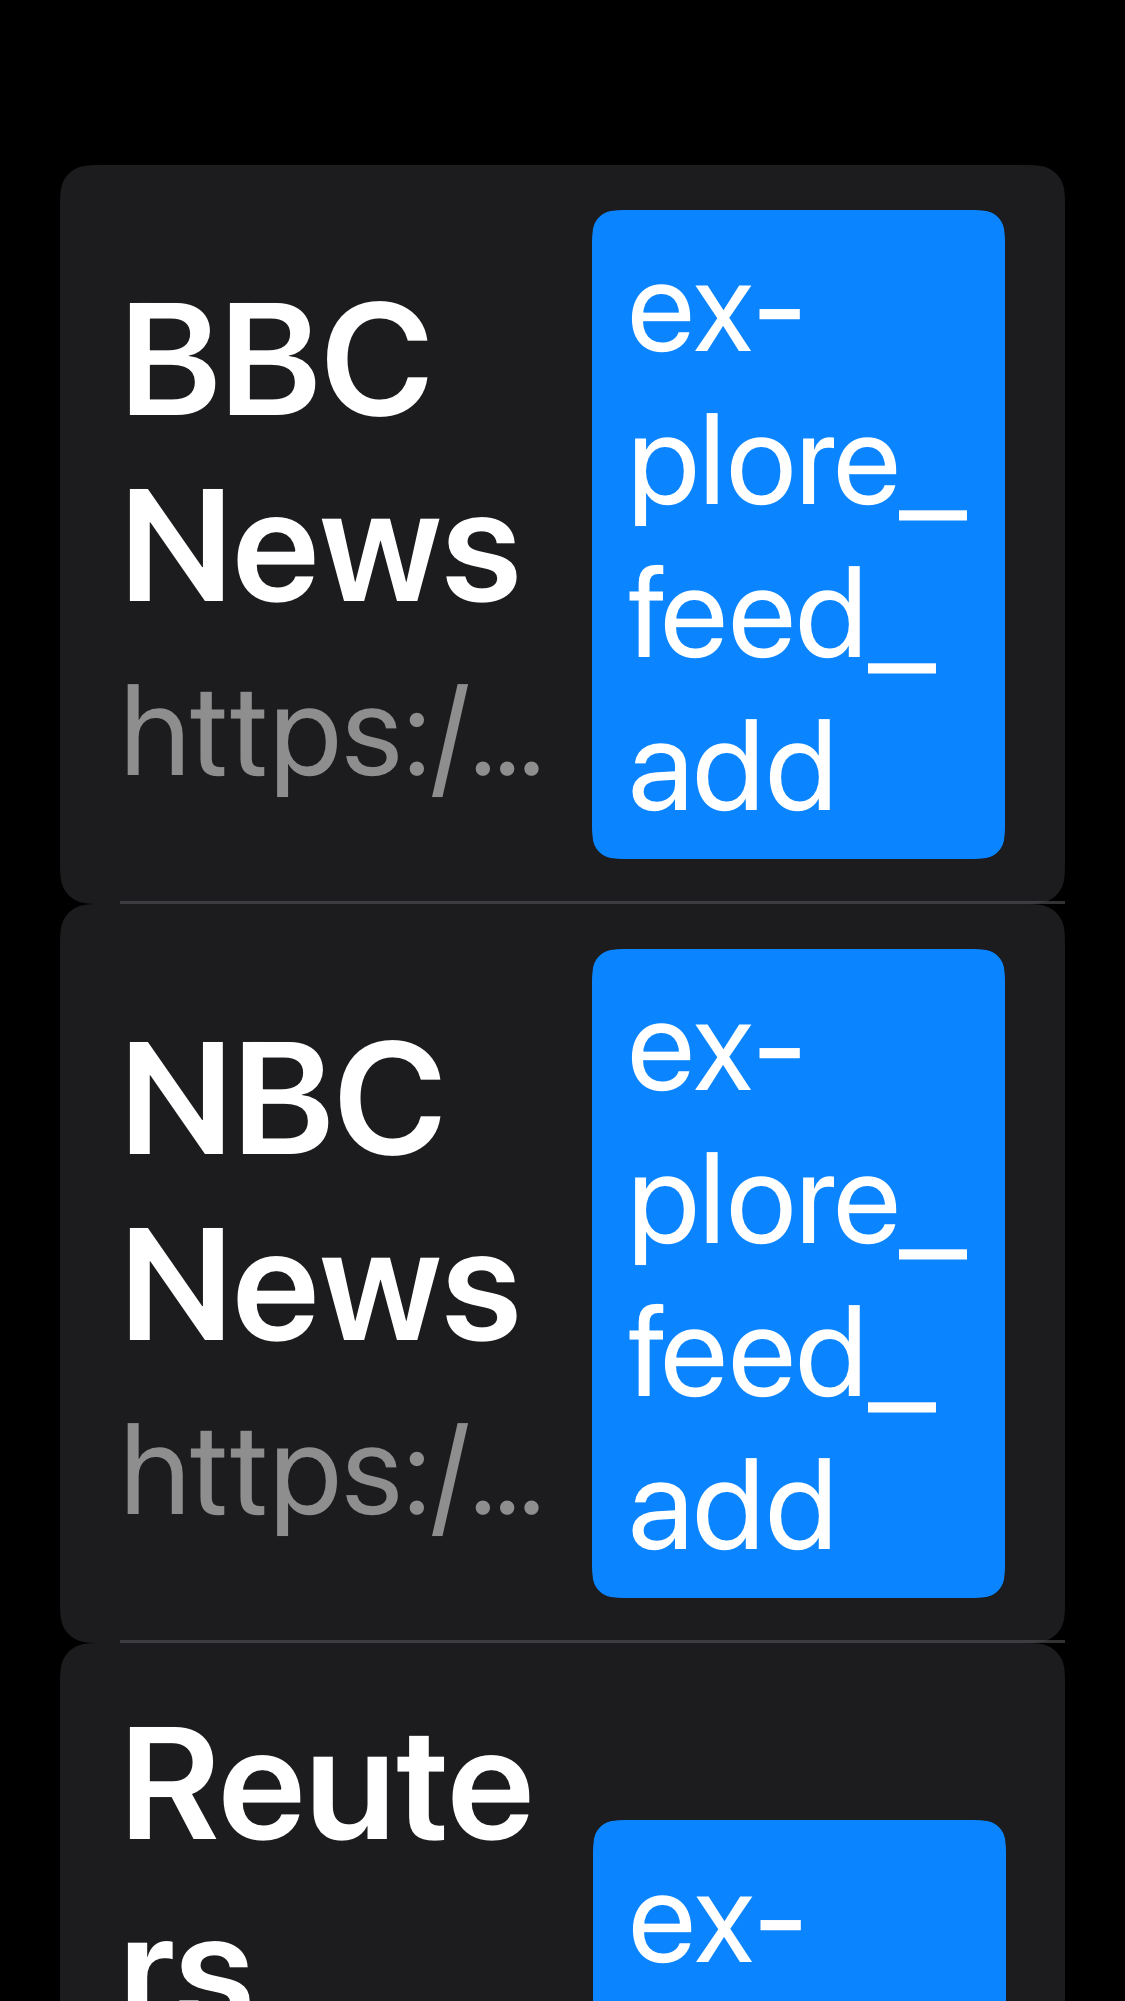 BBC
News
https:/...
ex-
plore_
feed_
add
NBC
News
https:/...
ex-
plore_
feed_
add
Reute
rs
ex-